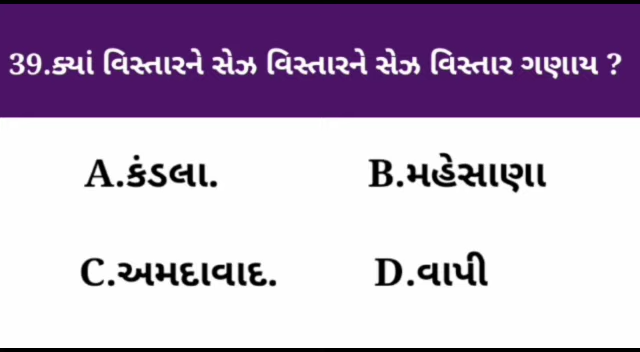 39.ક્યાં વિસ્તારને સેઝ વિસ્તારને સેઝ વિસ્તાર ગણાય ?
A.કંડલા. B.મહેસાણા
C.અમદાવાદ. D.વાપી